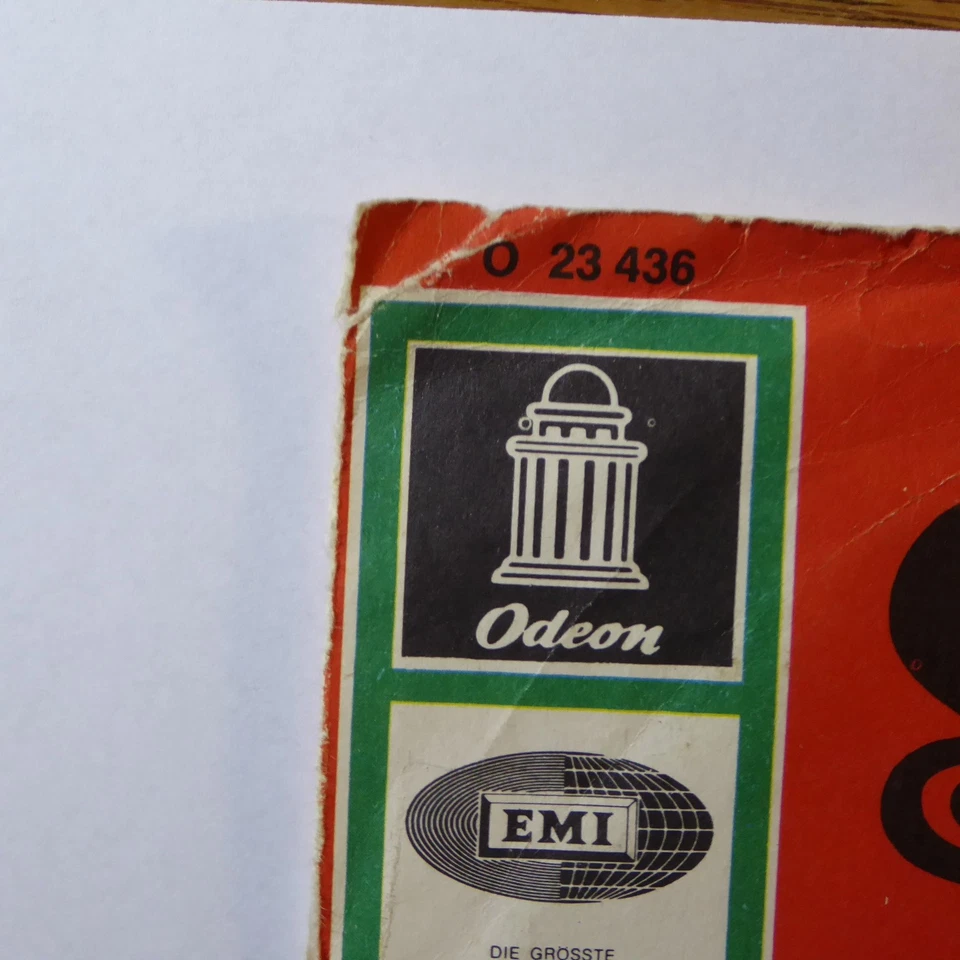 O 23 436
Odeon
EMI
DIE GRÖSSTE